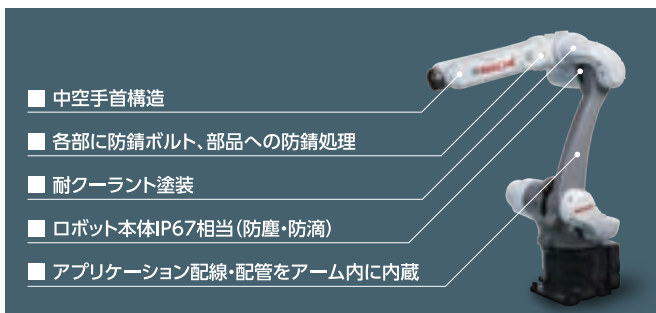 中空手首構造
各部に防錆ボルト、部品への防錆処理
耐クーラント塗装
ロボット本体IP67相当(防塵・防滴)
アプリケーション配線・配管をアーム内に内蔵